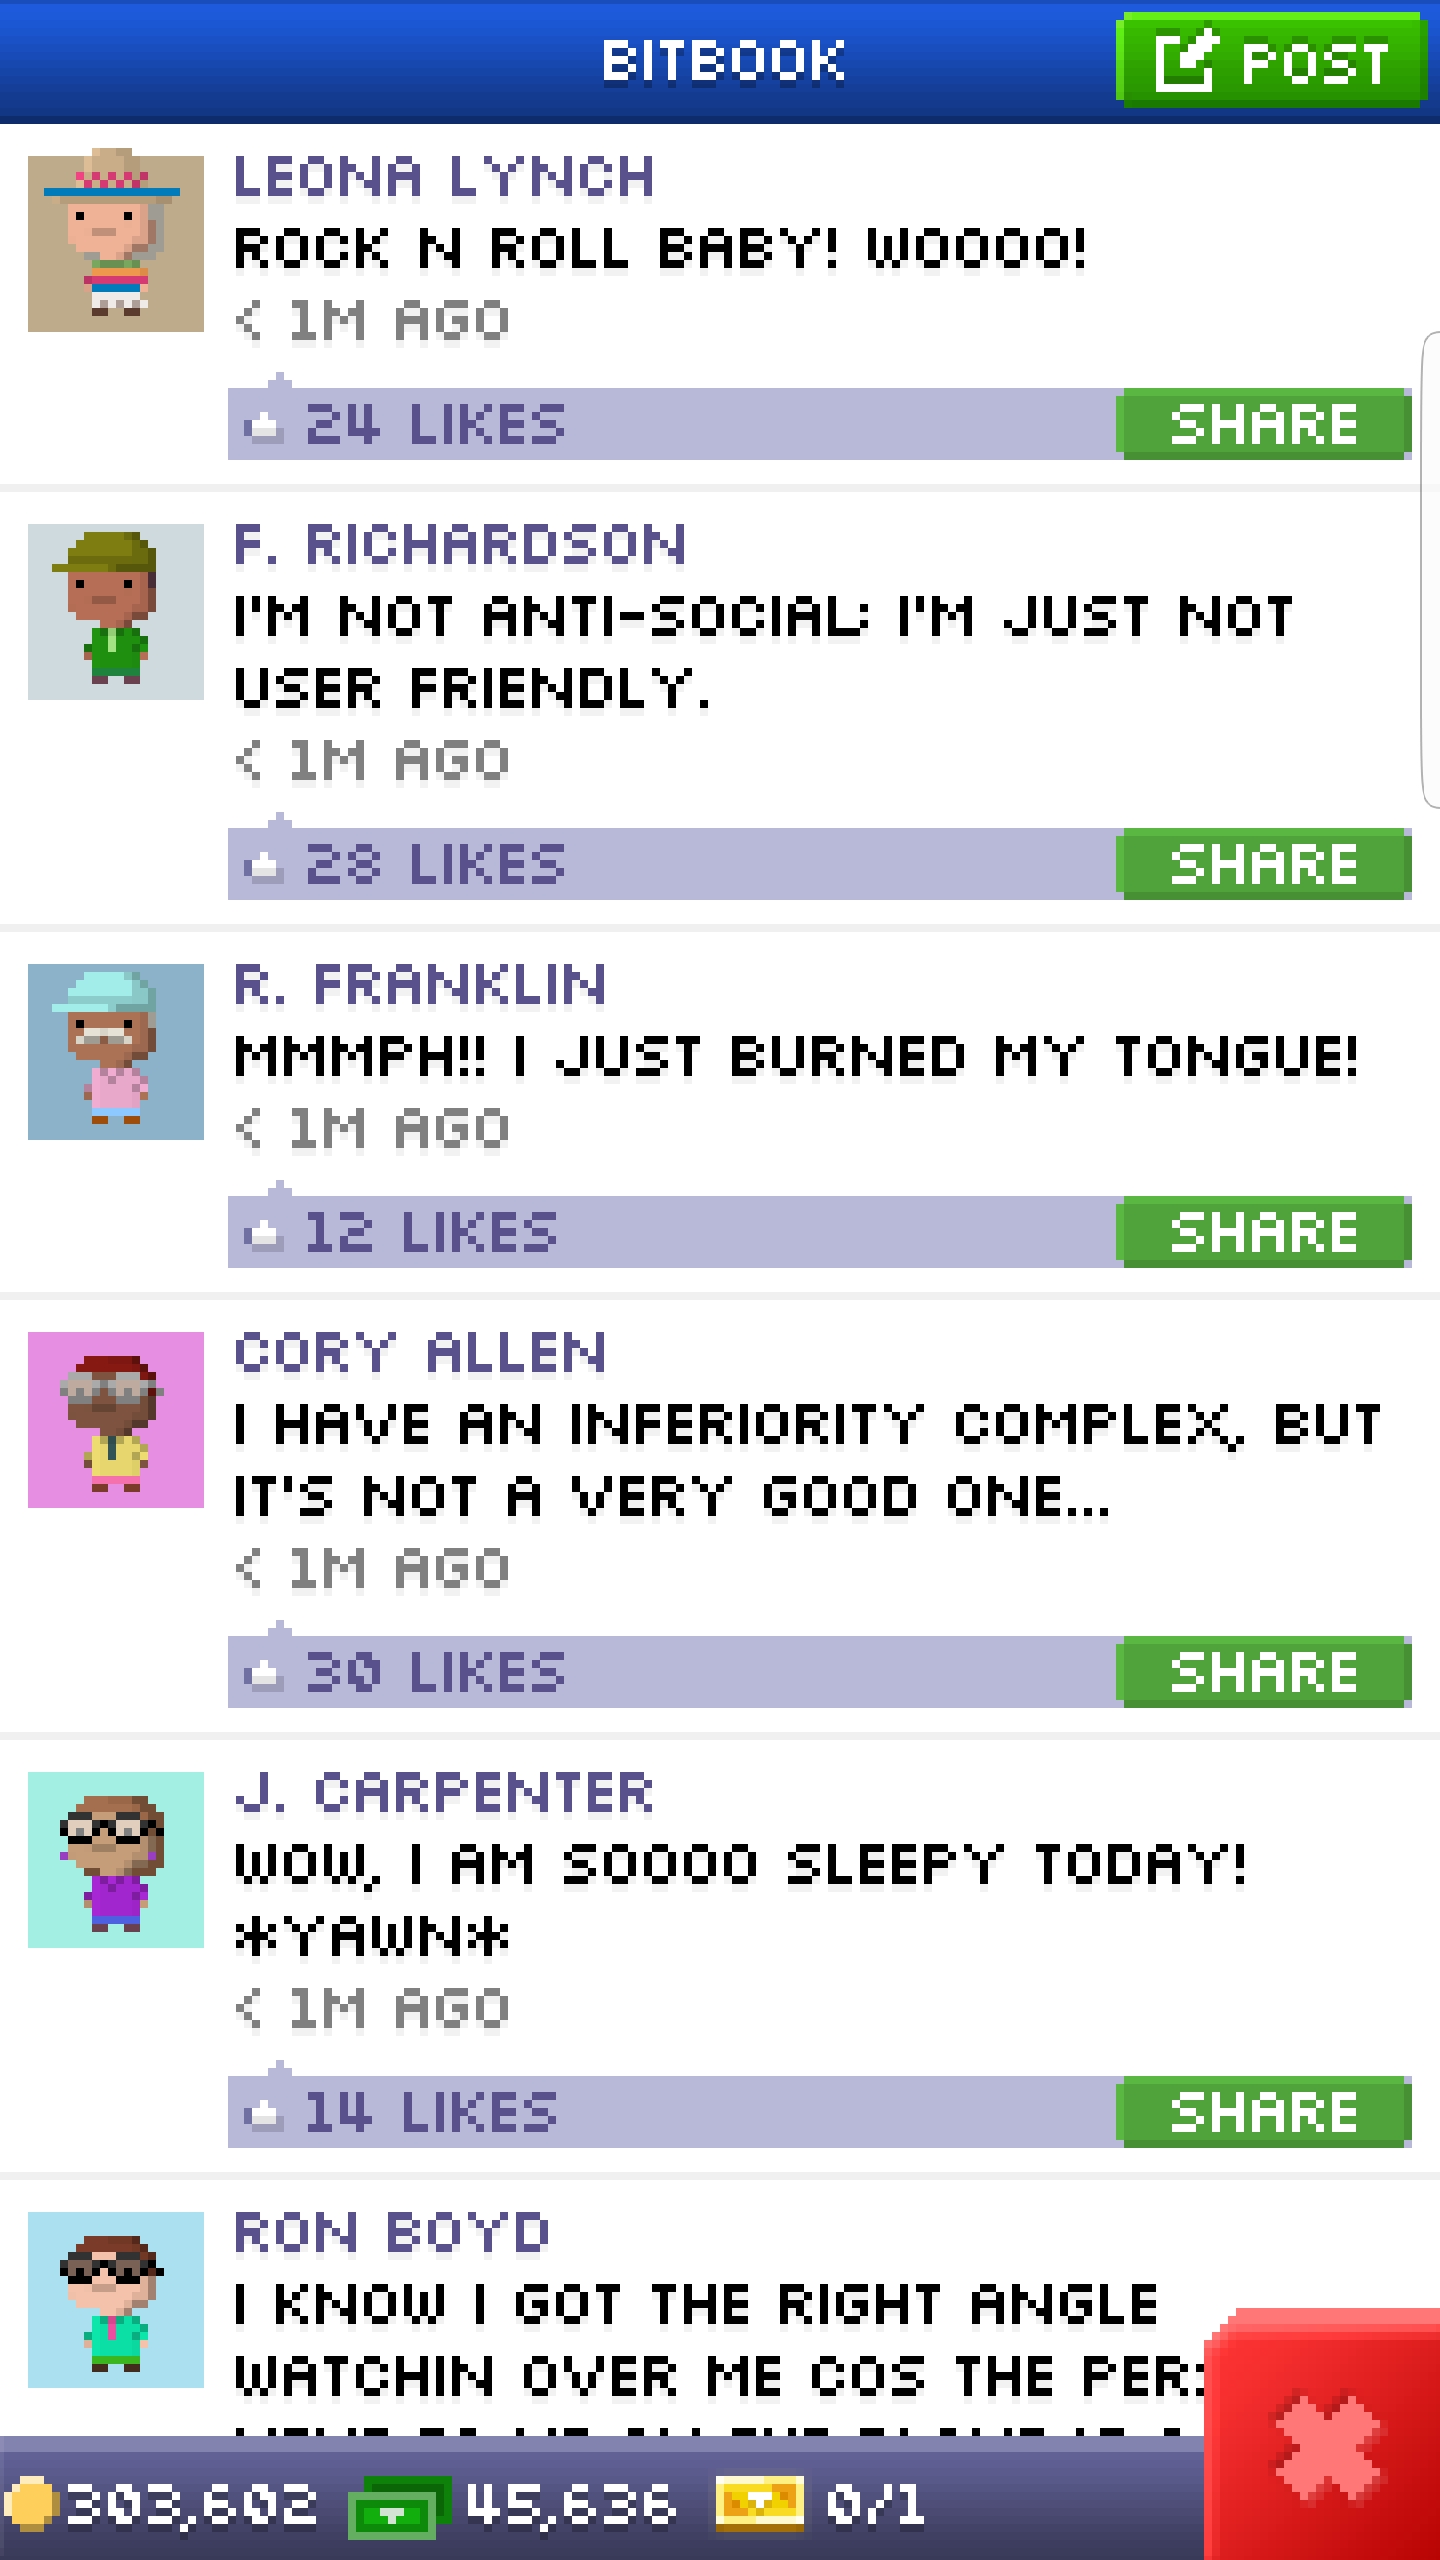 BITBOOK
POST
LEONA LYNCH
ROCK N ROLL BABY! WOOOO!
< 1M AGO
24 LIKES
SHARE
F. RICHARDSON
I'M NOT ANTI-SOCIAL; I'M JUST NOT
USER FRIENDLY.
< 1M AGO
28 LIKES
SHARE
R. FRANKLIN
MMMPH!! I JUST BURNED MY TONGUE!
< 1M AGO
12 LIKES
SHARE
CORY ALLEN
I HAVE AN INFERIORITY COMPLEX, BUT
IT'S NOT A VERY GOOD ONE...
< 1M AGO
30 LIKES
SHARE
J. CARPENTER
WOW, I AM SOOOO SLEEPY TODAY!
*YAWN*
< 1M AGO
14 LIKES
SHARE
RON BOYD
I KNOW I GOT THE RIGHT ANGLE
WATCHIN OVER ME COS THE
303,602 45,636 0/1